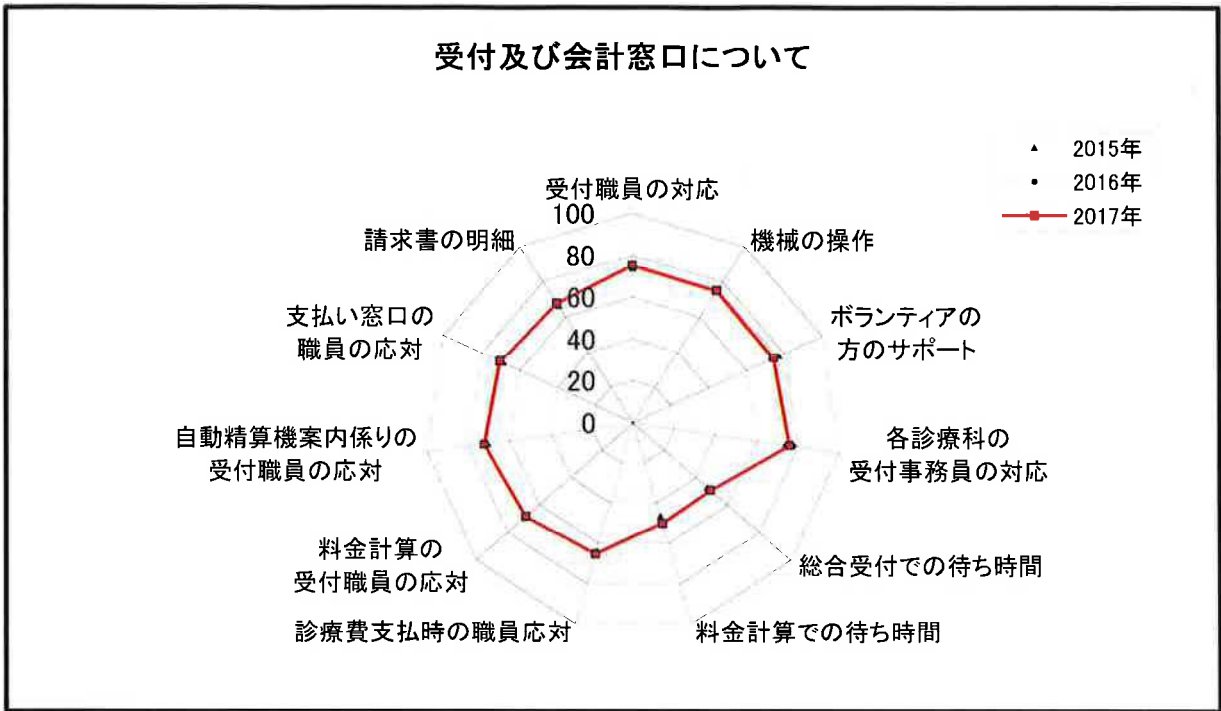 受付及び会計窓口について
2015年
2016年
2017年
受付職員の対応
機械の操作
ボランティアの
方のサポート
各診療科の
受付事務員の対応
総合受付での待ち時間
料金計算での待ち時間
診療費支払時の職員応対
料金計算の
受付職員の応対
自動精算機案内係りの
受付職員の応対
支払い窓口の
職員の応対
請求書の明細
100
80
60
40
20
0